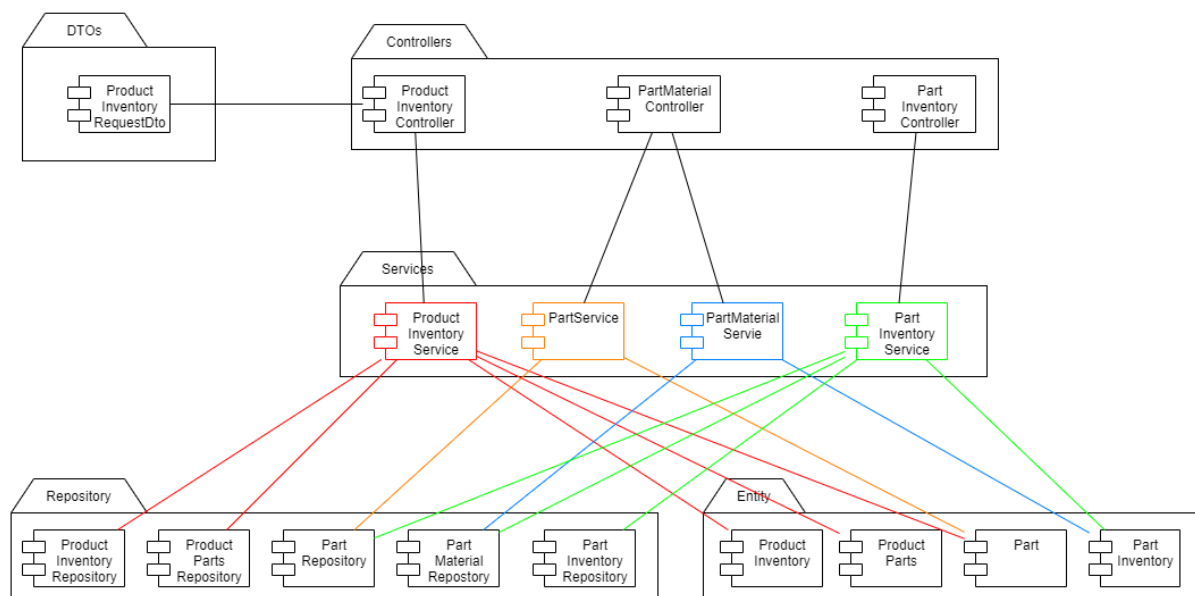 DTOs
Controllers
Product
Inventory
RequestDto
Product
Inventory
Controller
PartMaterial
Controller
Part
Inventory
Controller
Services
Product
Inventory
Service
PartService
PartMaterial
Servie
Part
Inventory
Service
Repository
Entity
Product
Inventory
Repository
Product
Parts
Repository
Part
Repository
Part
Material
Repostory
Part
Inventory
Repository
Product
Inventory
Product
Parts
Part
Part
Inventory